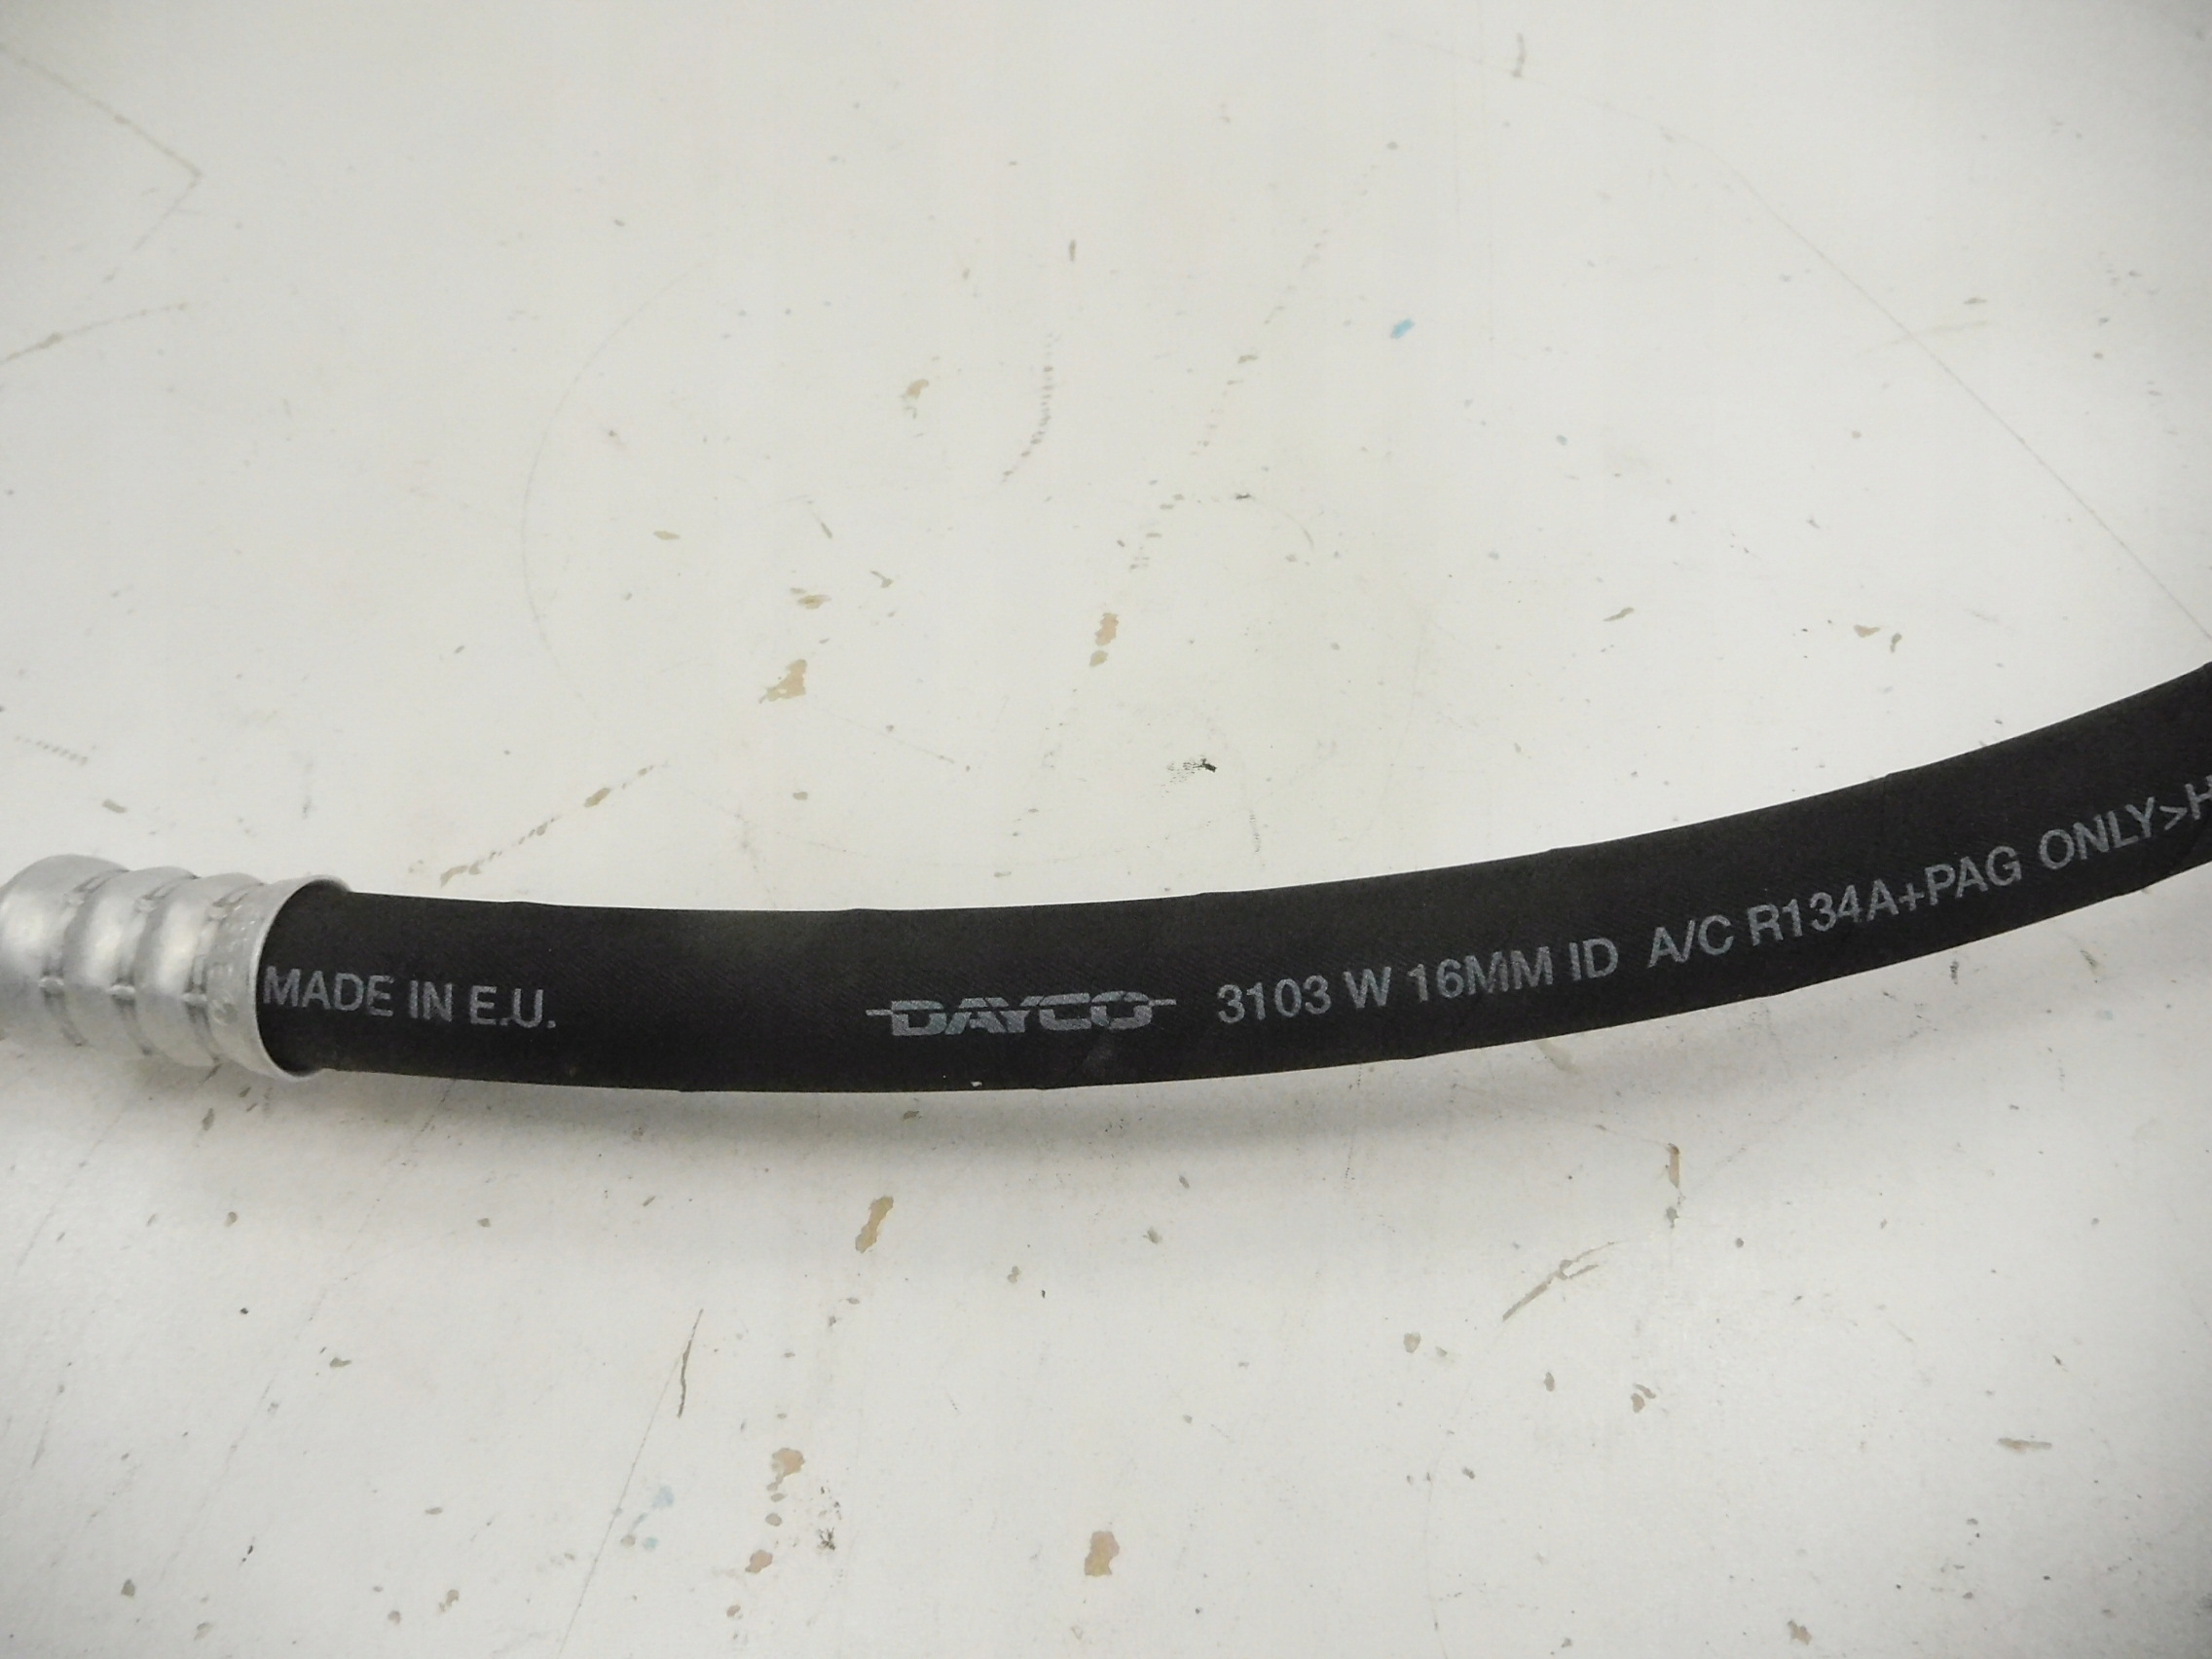 MADE IN E.U. DAYCO 3103 W 16MM ID A/C R134A+PAG ONLY>H